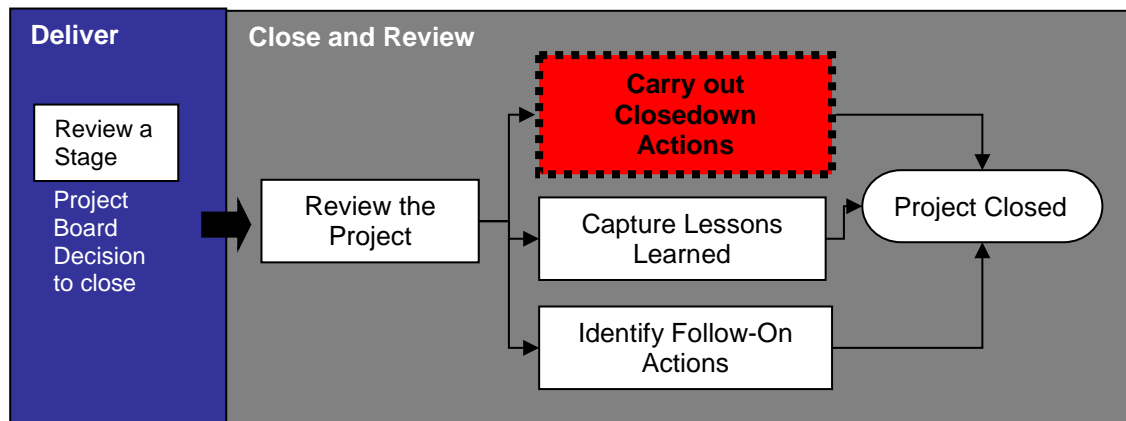 Deliver
Review a
Stage
Project
Board
Decision
to close
Close and Review
Review the
Project
Carry out
Closedown
Actions
Capture Lessons
Learned
Identify Follow-On
Actions
Project Closed